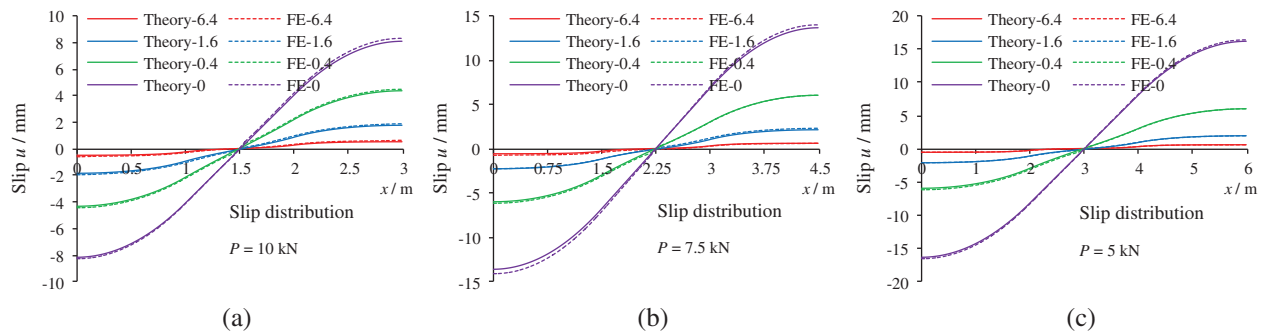 10
8
6
4
2
0
-2
-4
-6
-8
-10
Slip u / mm
Theory-6.4 FE-6.4
Theory-1.6 FE-1.6
Theory-0.4 FE-0.4
Theory-0 FE-0
0 0.5 1 1.5 2 2.5 3
x / m
Slip distribution
P = 10 kN
(a)
20
15
10
5
0
-5
-10
-15
Slip u / mm
Theory-6.4 FE-6.4
Theory-1.6 FE-1.6
Theory-0.4 FE-0.4
Theory-0 FE-0
0 0.75 1.5 2.25 3 3.75 4.5
x / m
Slip distribution
P = 7.5 kN
(b)
20
15
10
5
0
-5
-10
-15
-20
Slip u / mm
Theory-6.4 FE-6.4
Theory-1.6 FE-1.6
Theory-0.4 FE-0.4
Theory-0 FE-0
0 1 2 3 4 5 6
x / m
Slip distribution
P = 5 kN
(c)